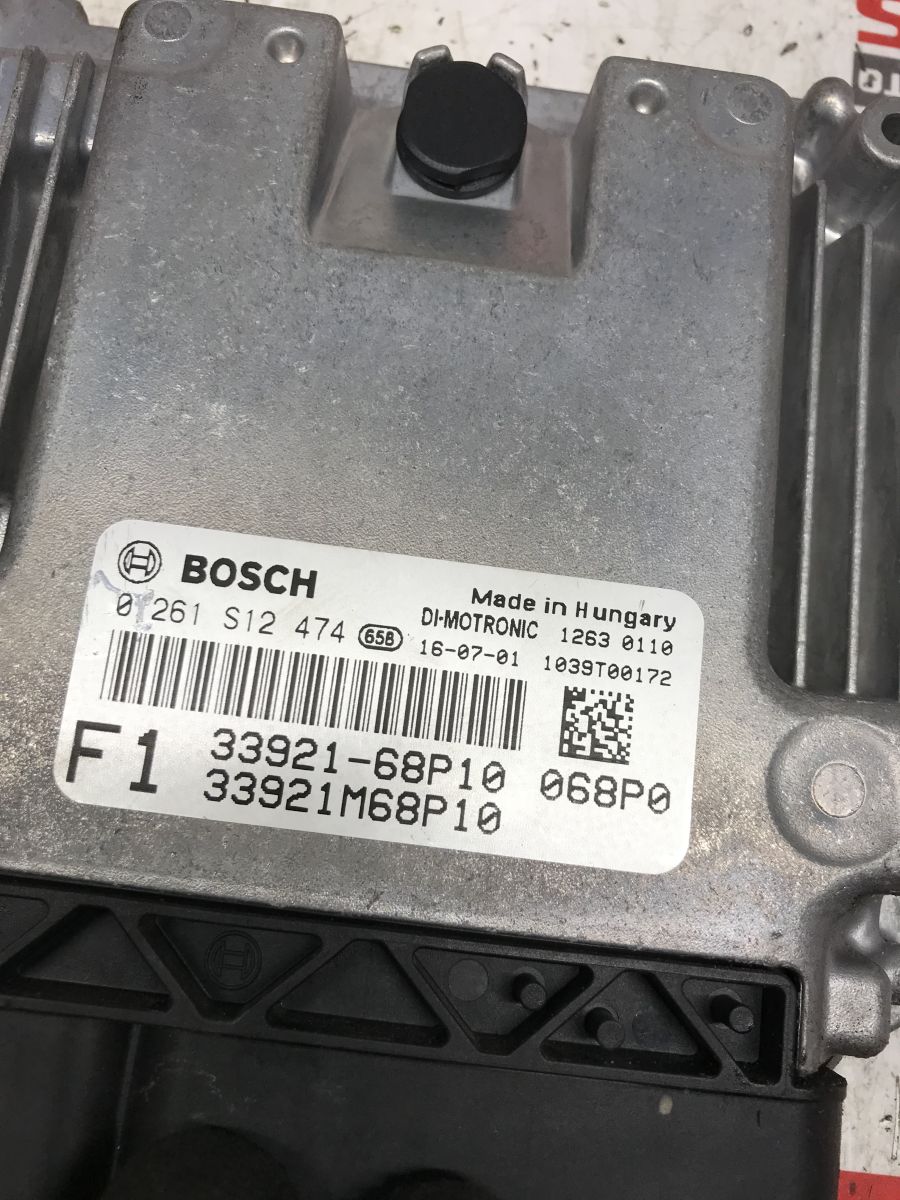 BOSCH
Made in Hungary
0 261 S12 474 65B DI-MOTRONIC 1263 0110
16-07-01 1039T00172
F1 33921-68P10 068P0
33921M68P10